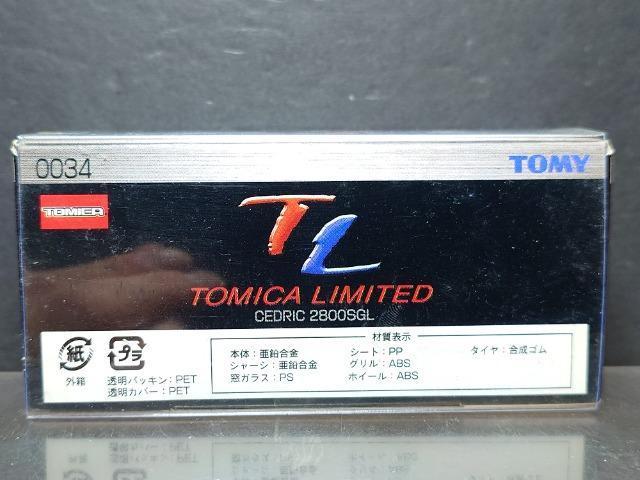 0034 TOMY
TOMICA
TL
TOMICA LIMITED
CEDRIC 2800SGL
材質表示
紙 プラ
外箱
透明パッキン：PET
透明カバー：PET
本体：亜鉛合金 シート：PP タイヤ：合成ゴム
シャーシ：亜鉛合金 グリル：ABS
窓ガラス：PS ホイール：ABS